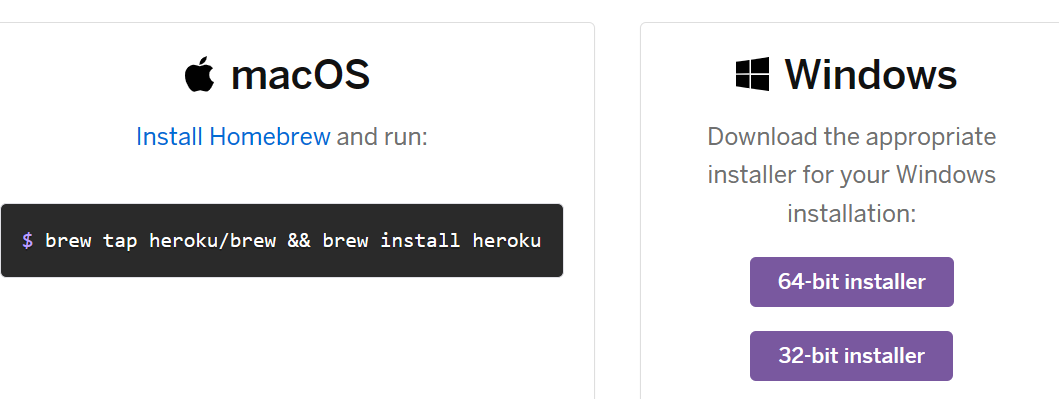 macOS
Install Homebrew and run:
$ brew tap heroku/brew && brew install heroku
Windows
Download the appropriate
installer for your Windows
installation:
64-bit installer
32-bit installer